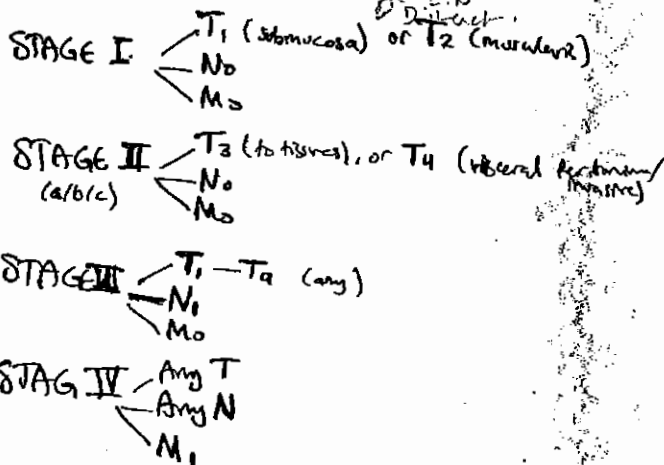 T1 (submucosa) or T2 (muscularis)
STAGE I
N0
M0
T3 (to tissues), or T4 (visceral peritoneum/
STAGE II
invasive)
(a/b/c)
N0
M0
T1 — T4 (any)
STAGE III
N1
M0
Any T
STAG IV
Any N
M1